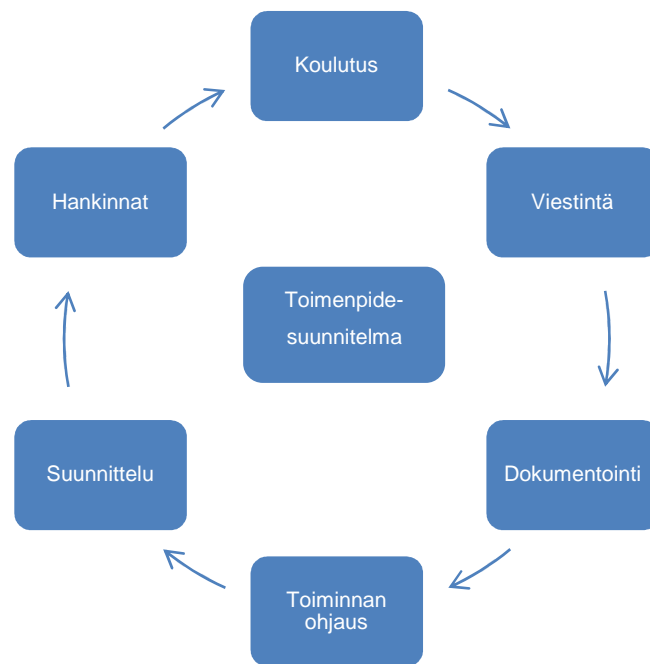 Koulutus
Hankinnat
Viestintä
Toimenpide-
suunnitelma
Suunnittelu
Dokumentointi
Toiminnan
ohjaus